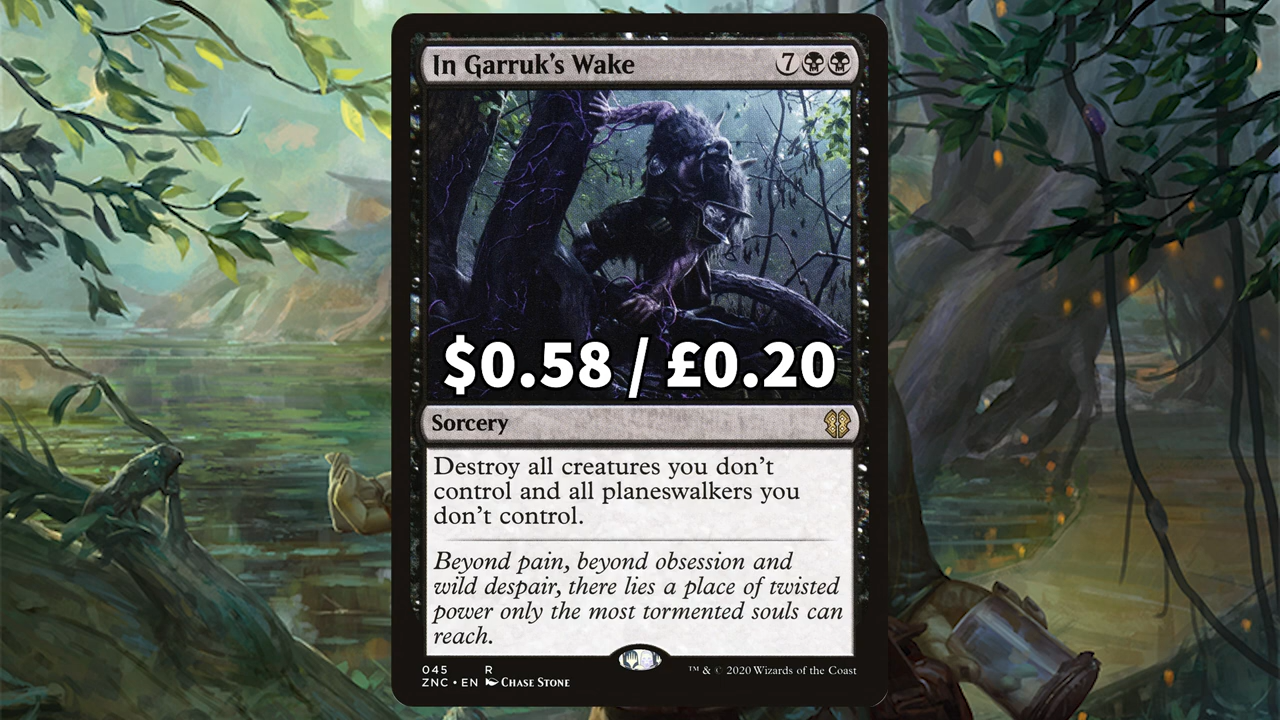 In Garruk's Wake 7
$0.58 / £0.20
Sorcery
Destroy all creatures you don't
control and all planeswalkers you
don't control.
Beyond pain, beyond obsession and
wild despair, there lies a place of twisted
power only the most tormented souls can
reach.
045 R ™ & © 2020 Wizards of the Coast
ZNC • EN Chase Stone